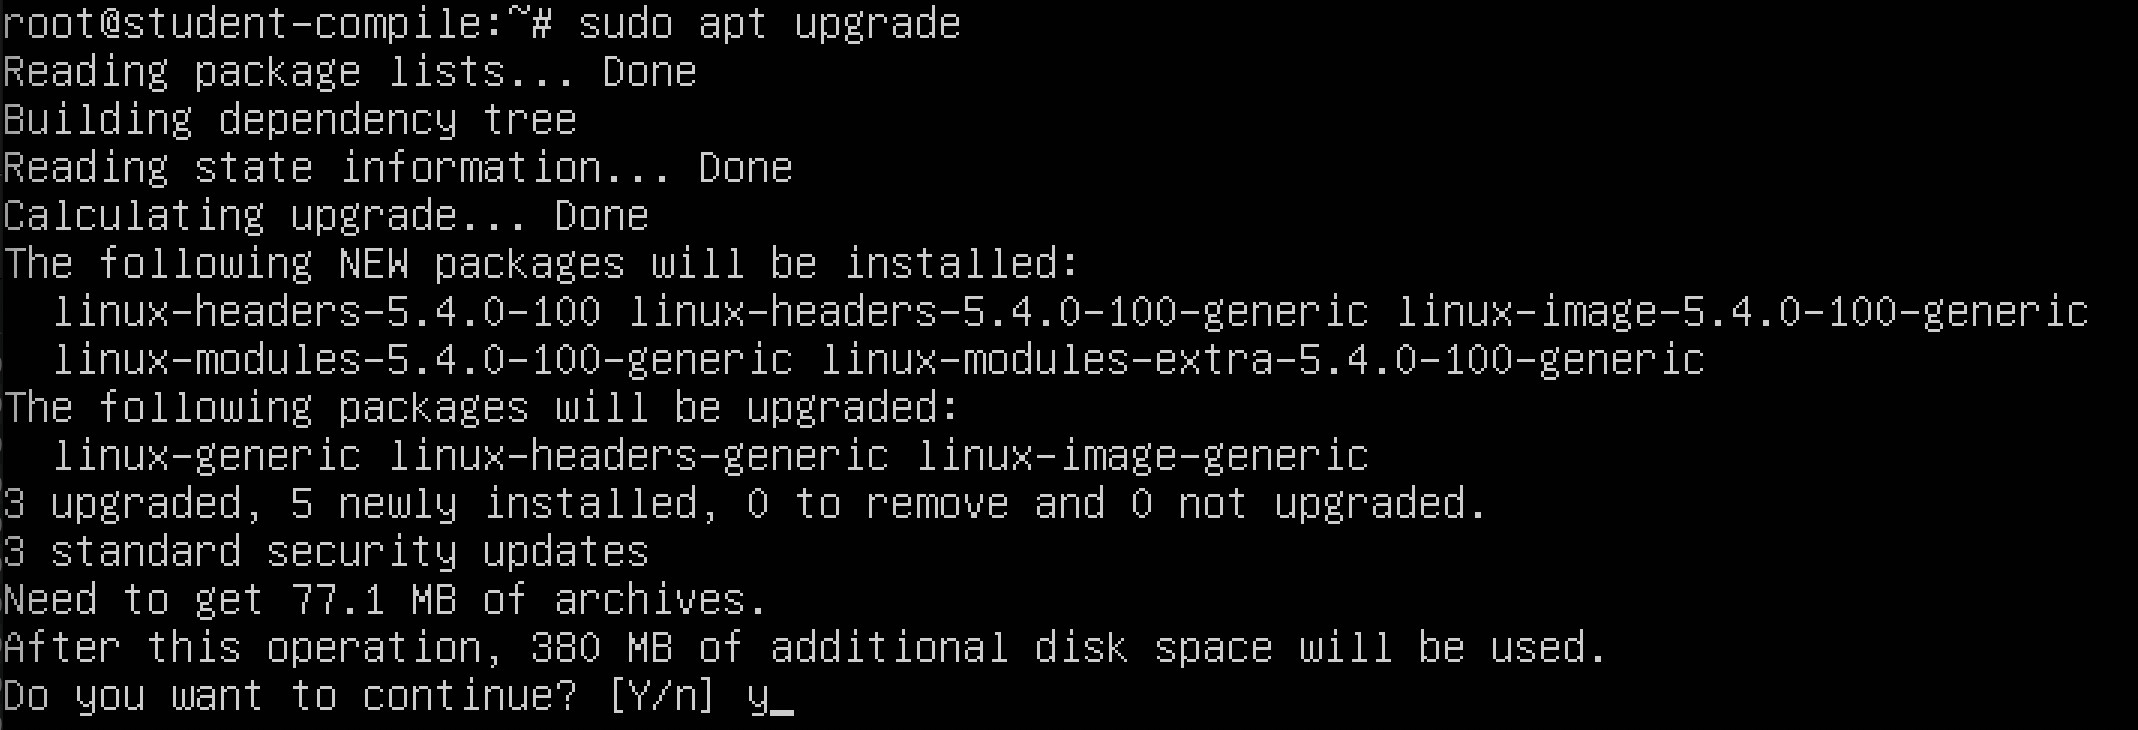 root@student-compile:~# sudo apt upgrade
Reading package lists... Done
Building dependency tree
Reading state information... Done
Calculating upgrade... Done
The following NEW packages will be installed:
  linux-headers-5.4.0-100 linux-headers-5.4.0-100-generic linux-image-5.4.0-100-generic
  linux-modules-5.4.0-100-generic linux-modules-extra-5.4.0-100-generic
The following packages will be upgraded:
  linux-generic linux-headers-generic linux-image-generic
3 upgraded, 5 newly installed, 0 to remove and 0 not upgraded.
3 standard security updates
Need to get 77.1 MB of archives.
After this operation, 380 MB of additional disk space will be used.
Do you want to continue? [Y/n] y_